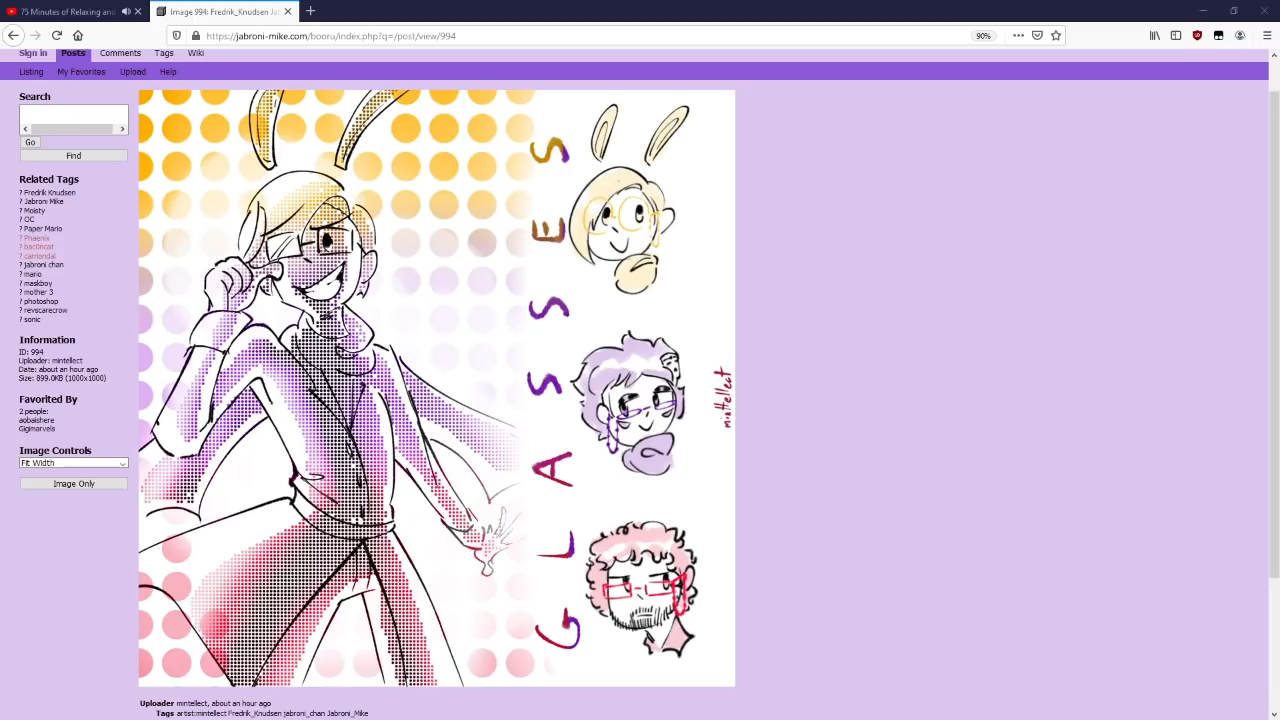 75 Minutes of Relaxing and
Image 994: Fredrik_Knudsen Ja
https://jabroni-mike.com/booru/index.php?q=/post/view/994
90%
Sign in
Posts
Comments
Tags
Wiki
Listing
My Favorites
Upload
Help
Search
Go
Find
Related Tags
? Fredrik Knudsen
? Jabroni Mike
? Moisty
? OC
? Paper Mario
? Phaenix
? bac0ncat
? carriondal
? jabroni chan
? mario
? maskboy
? mother 3
? photoshop
? revscarecrow
? sonic
Information
ID: 994
Uploader: mintellect
Date: about an hour ago
Size: 899.0KB (1000x1000)
Favorited By
2 people:
aobaishere
Gigimarvels
Image Controls
Fit Width
Image Only
GLASSES
minttellect
Uploader mintellect, about an hour ago
Tags artist:mintellect Fredrik_Knudsen jabroni_chan Jabroni_Mike